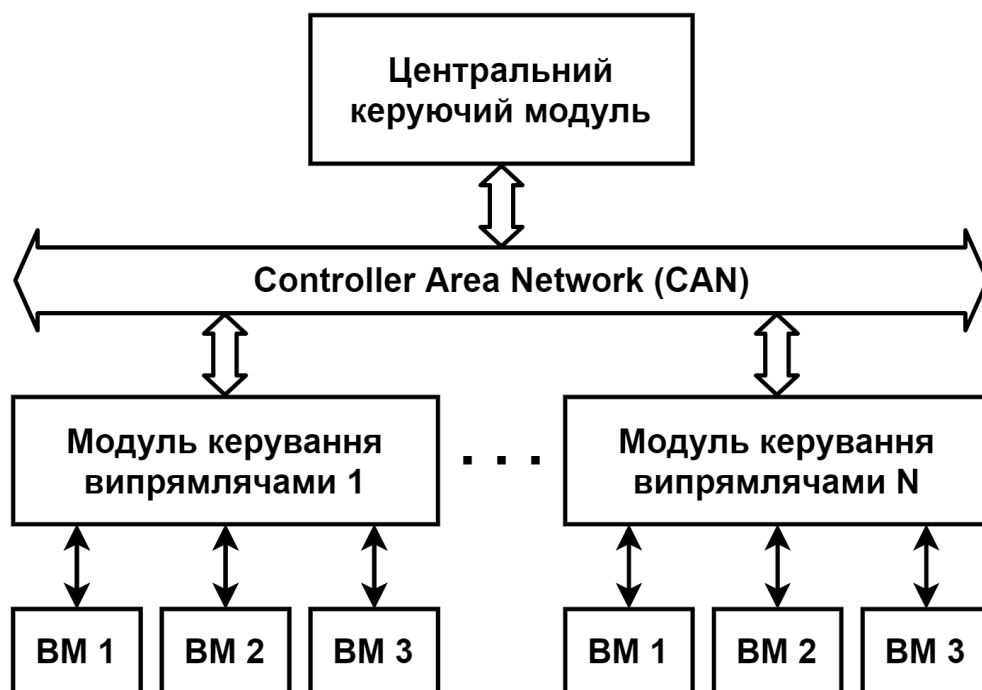 Центральний
керуючий модуль
Controller Area Network (CAN)
Модуль керування
випрямлячами 1
. . .
Модуль керування
випрямлячами N
ВМ 1
ВМ 2
ВМ 3
ВМ 1
ВМ 2
ВМ 3